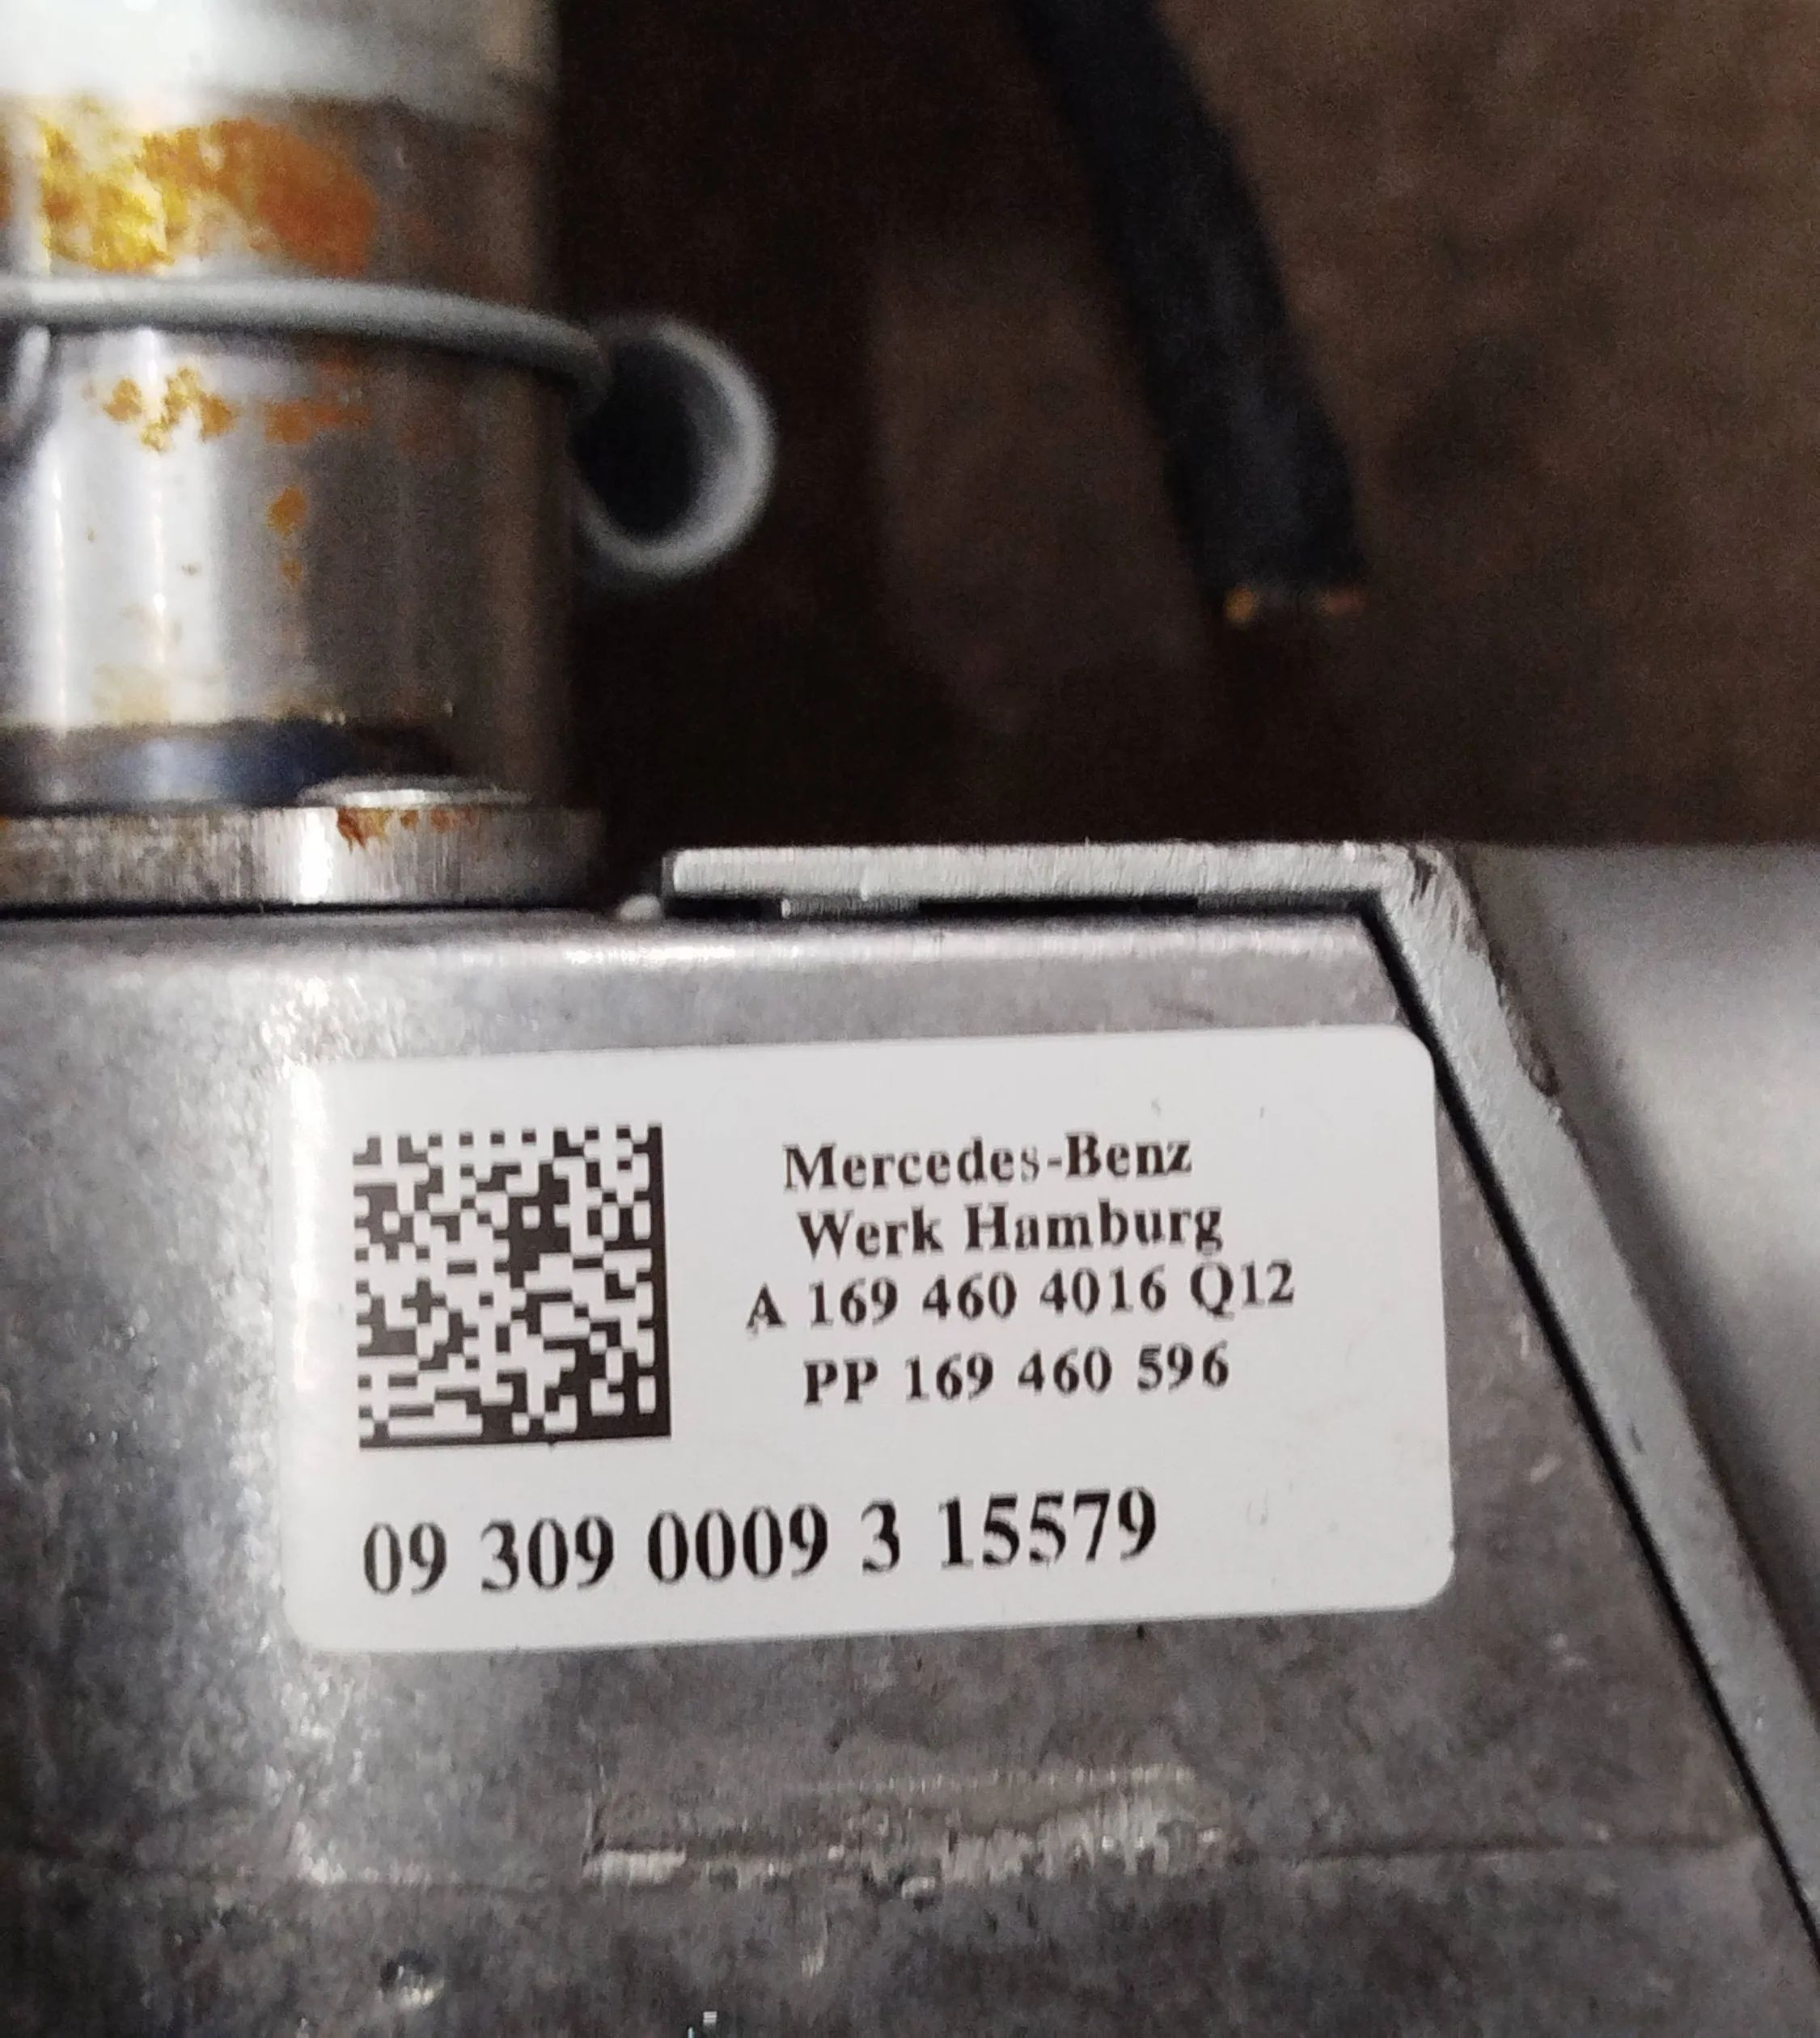 Mercedes-Benz
Werk Hamburg
A 169 460 4016 Q12
PP 169 460 596
09 309 0009 3 15579